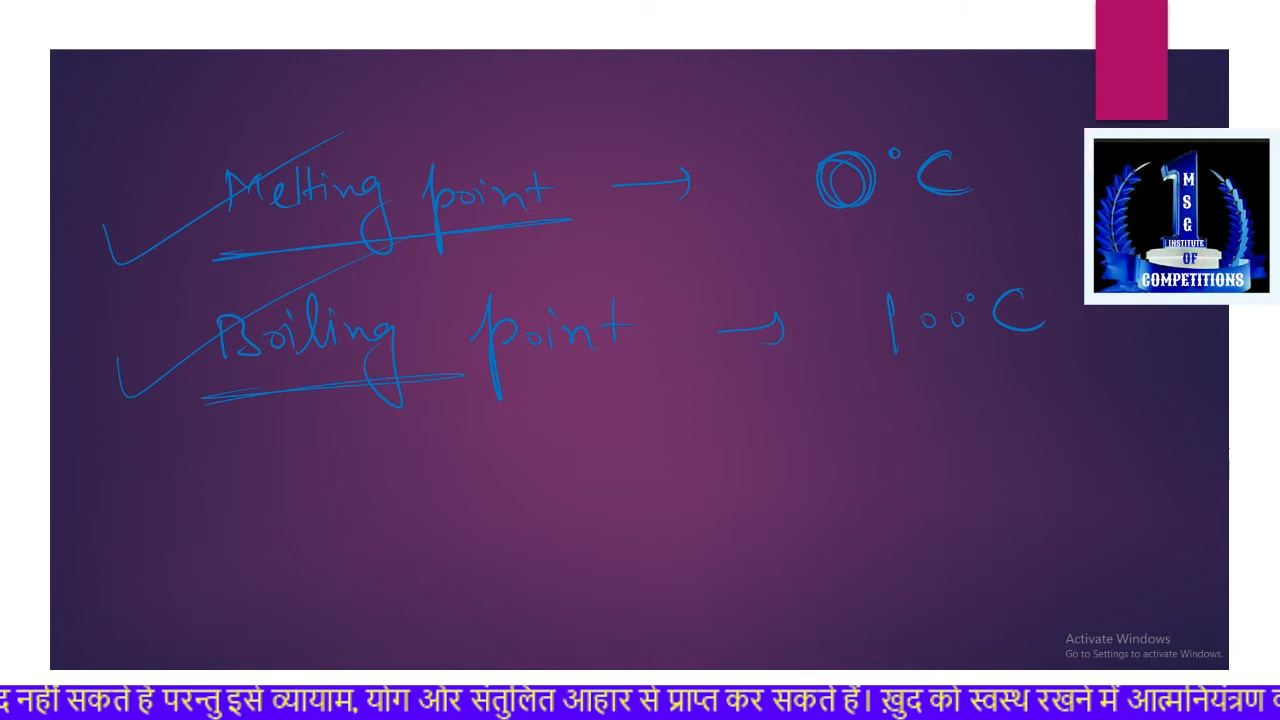 Melting point → 0°C
Boiling point → 100°C
1
MSG
INSTITUTE
OF
COMPETITIONS
Activate Windows
Go to Settings to activate Windows.
नहीं सकते हैं परन्तु इसे व्यायाम, योग और संतुलित आहार से प्राप्त कर सकते हैं। ख़ुद को स्वस्थ रखने में आत्मनियंत्रण